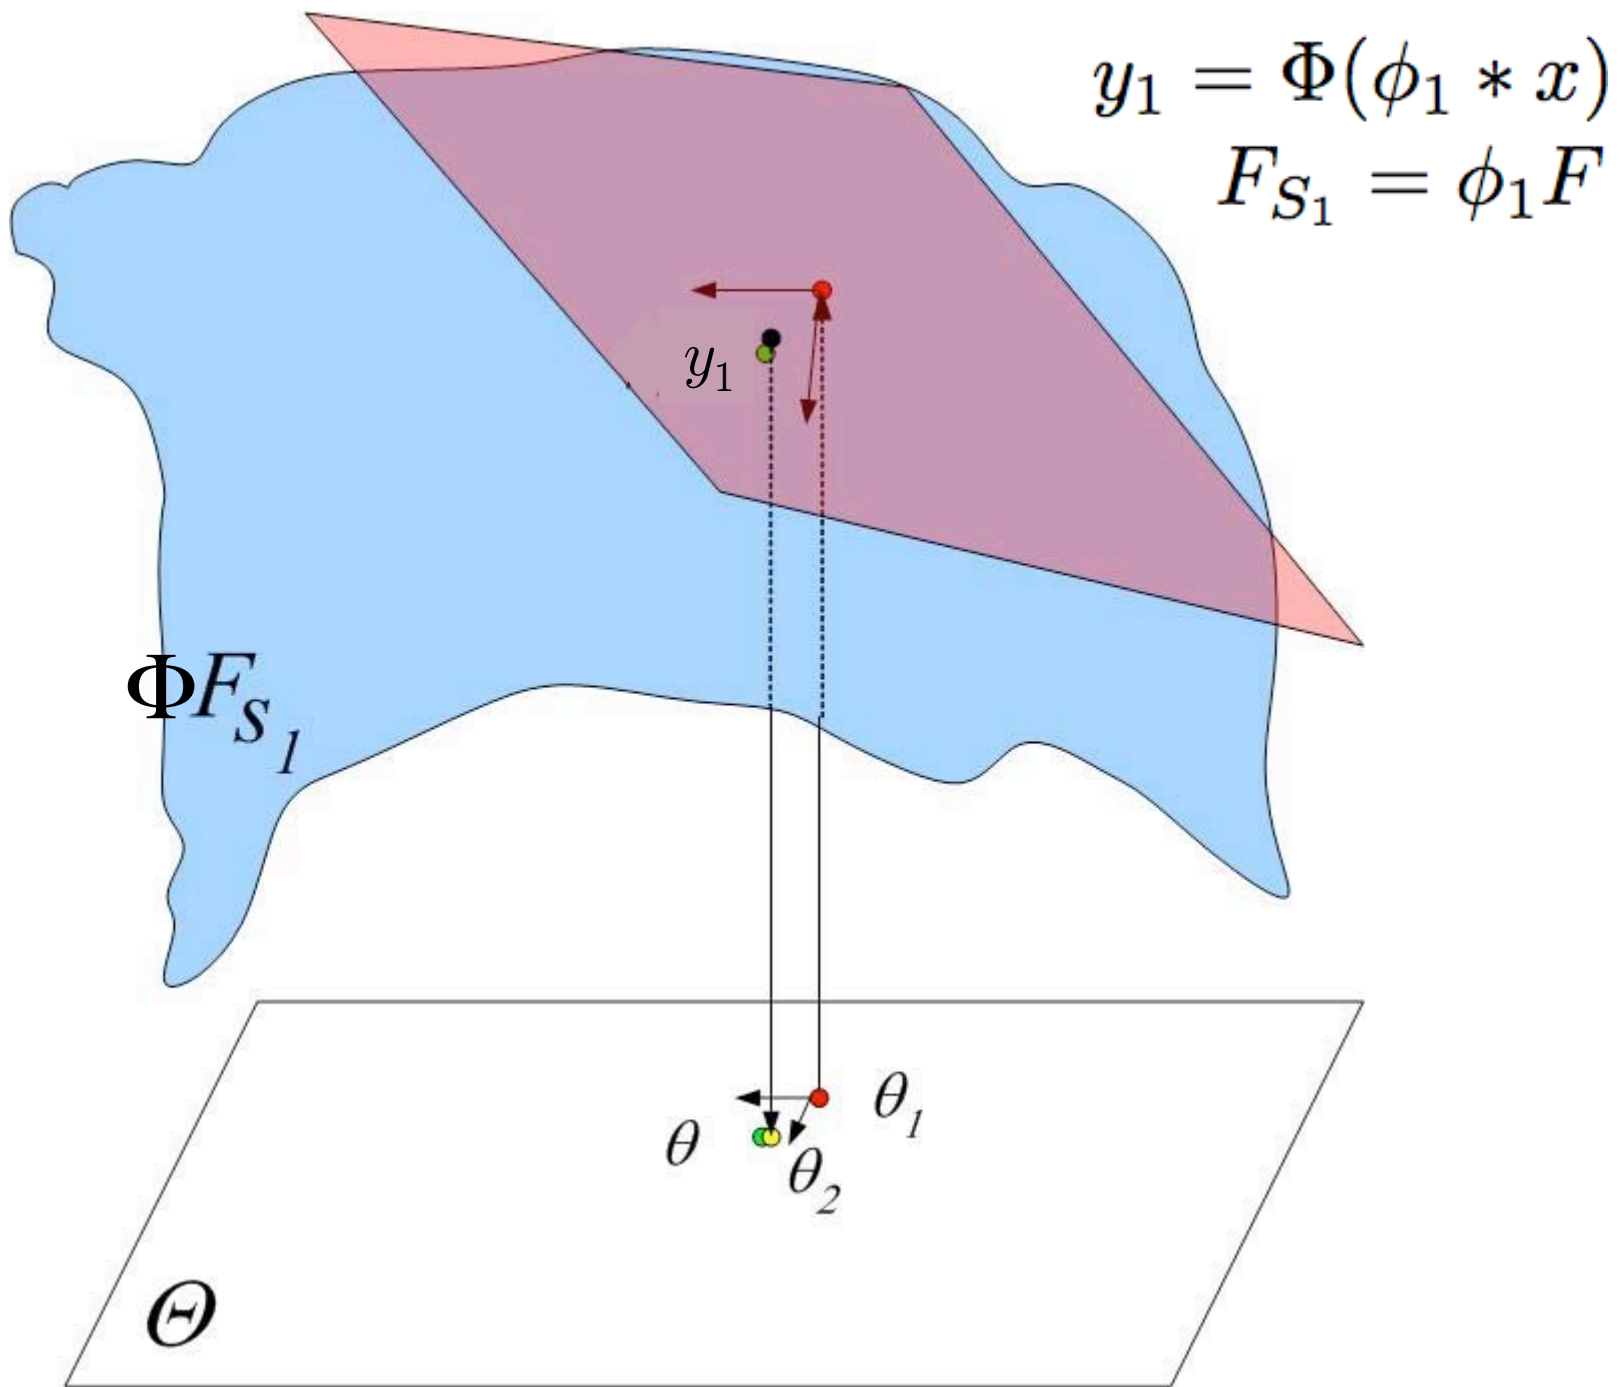 y₁ = Φ(ϕ₁ * x)
F_{S₁} = ϕ₁F
y₁
ΦF_{S₁}
θ₁
θ
θ₂
Θ